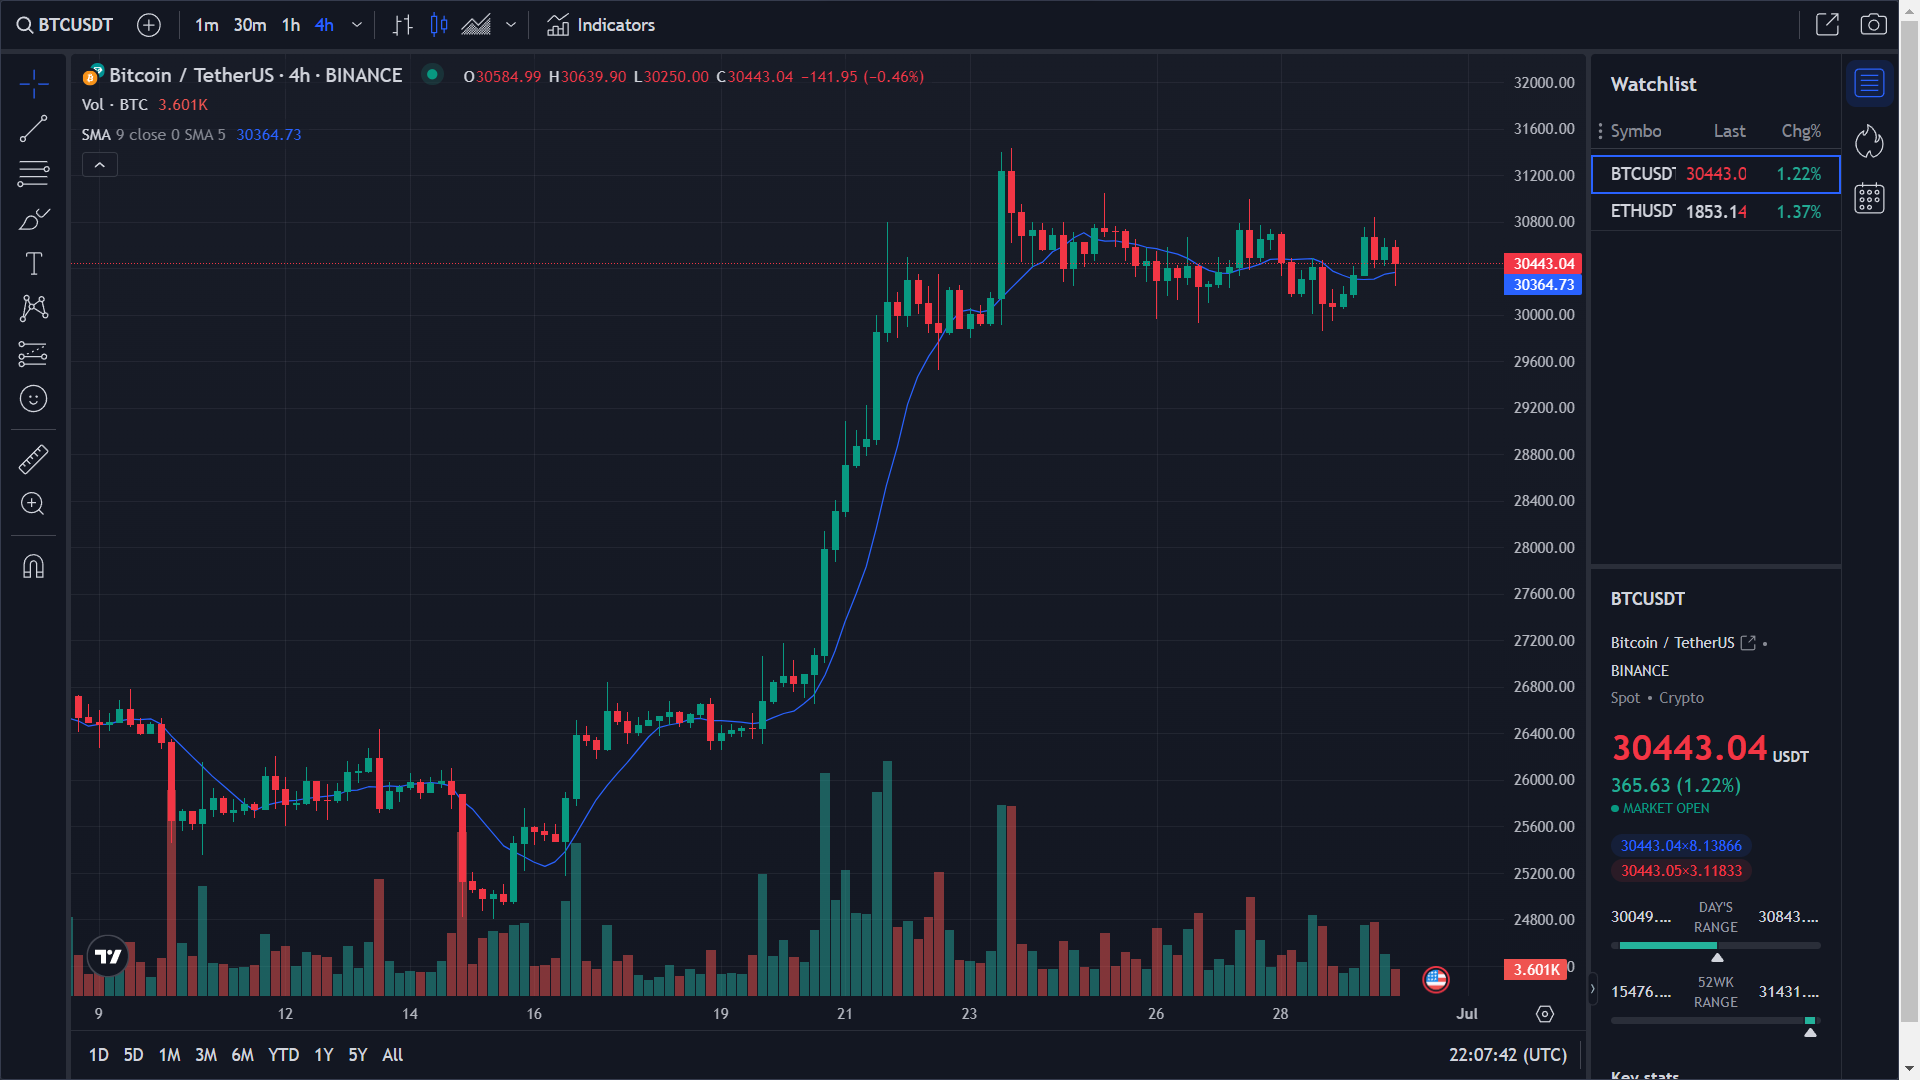 BTCUSDT 1m 30m 1h 4h Indicators
Bitcoin / TetherUS · 4h · BINANCE O30584.99 H30639.90 L30250.00 C30443.04 −141.95 (−0.46%)
Vol · BTC 3.601K
SMA 9 close 0 SMA 5 30364.73
32000.00
31600.00
31200.00
30800.00
30443.04
30364.73
30000.00
29600.00
29200.00
28800.00
28400.00
28000.00
27600.00
27200.00
26800.00
26400.00
26000.00
25600.00
25200.00
24800.00
3.601K
9 12 14 16 19 21 23 26 28 Jul
1D 5D 1M 3M 6M YTD 1Y 5Y All
22:07:42 (UTC)
Watchlist
Symbo Last Chg%
BTCUSDT 30443.0 1.22%
ETHUSDT 1853.14 1.37%
BTCUSDT
Bitcoin / TetherUS •
BINANCE
Spot • Crypto
30443.04 USDT
365.63 (1.22%)
MARKET OPEN
30443.04×8.13866
30443.05×3.11833
30049.... DAY'S RANGE 30843....
15476.... 52WK RANGE 31431....
Key stats